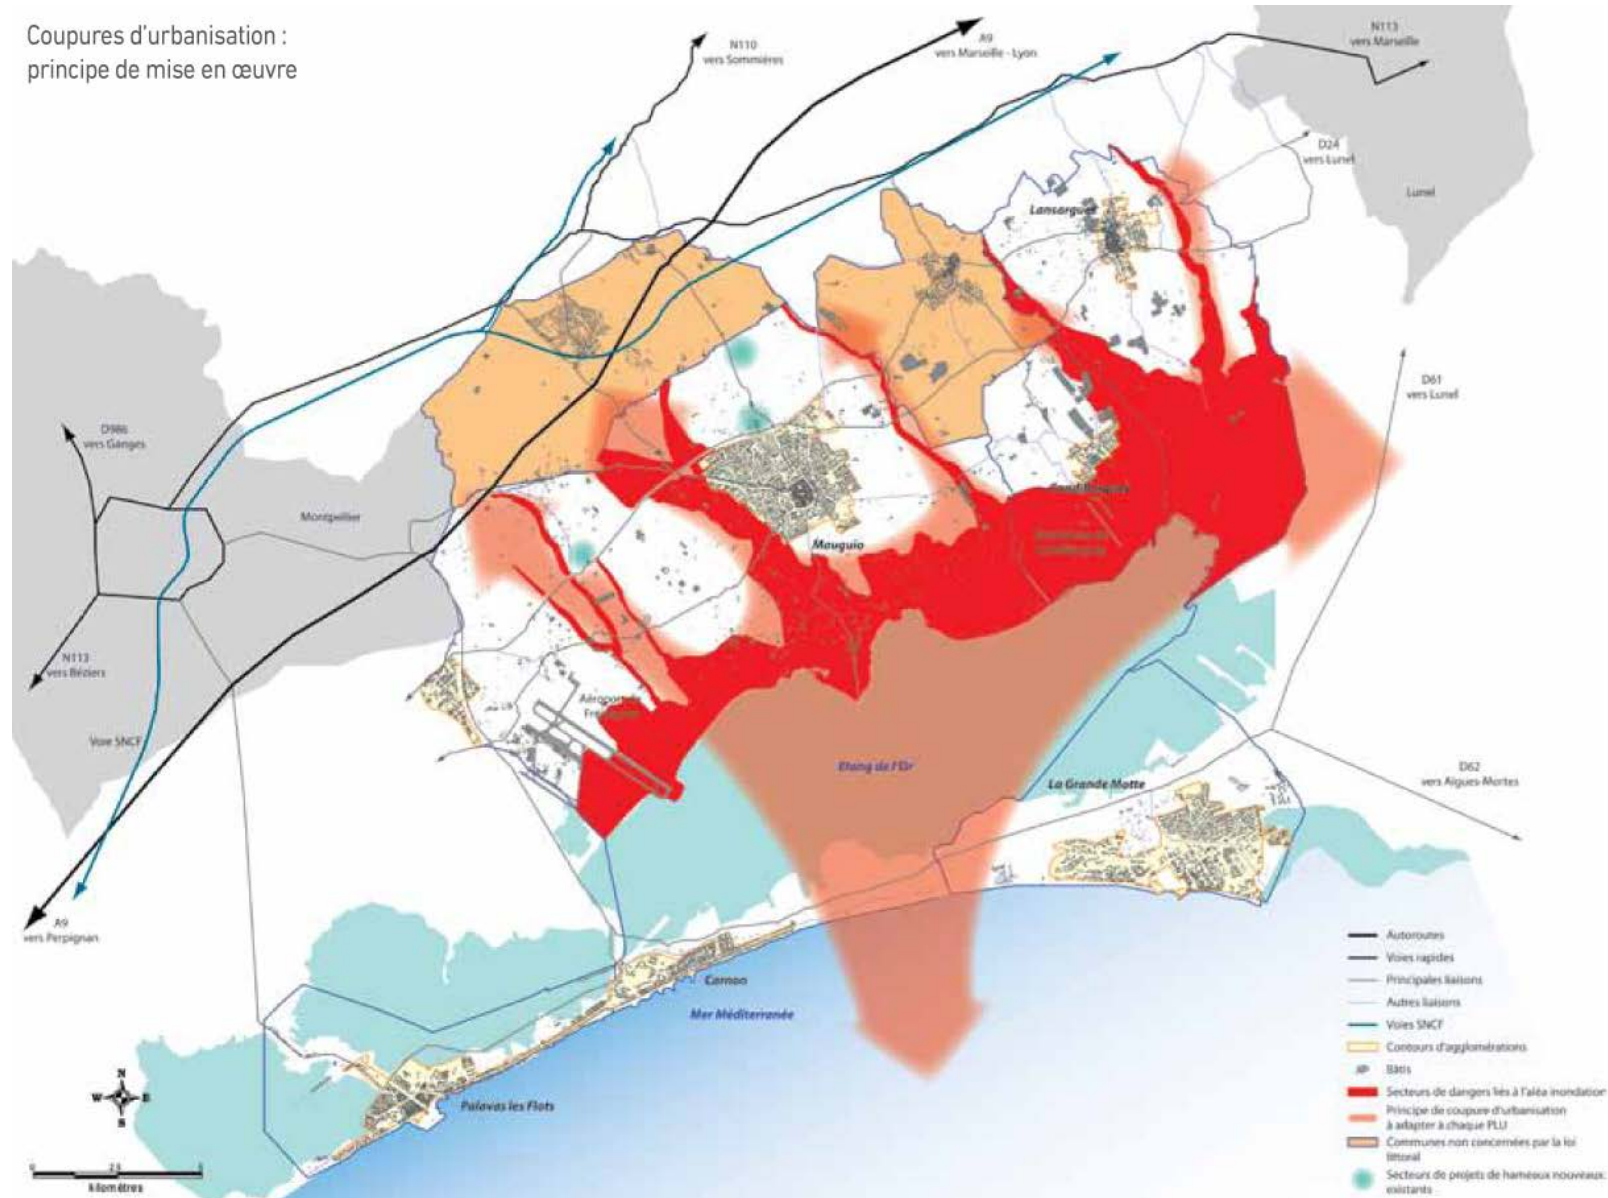 Coupures d'urbanisation :
principe de mise en œuvre
N110
vers Sommières
A9
vers Marseille - Lyon
N113
vers Marseille
D24
vers Lunel
Lunel
Lansargues
D61
vers Lunel
D986
vers Ganges
Montpellier
Mauguio
N113
vers Béziers
Voie SNCF
Aéroport de
Etang de l'Or
La Grande Motte
D62
vers Aigues-Mortes
A9
vers Perpignan
Carnon
Mer Méditerranée
Palavas les Flots
N
W E
S
0 2,5 5
kilomètres
Autoroutes
Voies rapides
Principales liaisons
Autres liaisons
Voies SNCF
Contours d'agglomérations
Bâtis
Secteurs de dangers liés à l'aléa inondation
Principe de coupure d'urbanisation
à adapter à chaque PLU
Communes non concernées par la loi
littoral
Secteurs de projets de hameaux nouveaux
existants